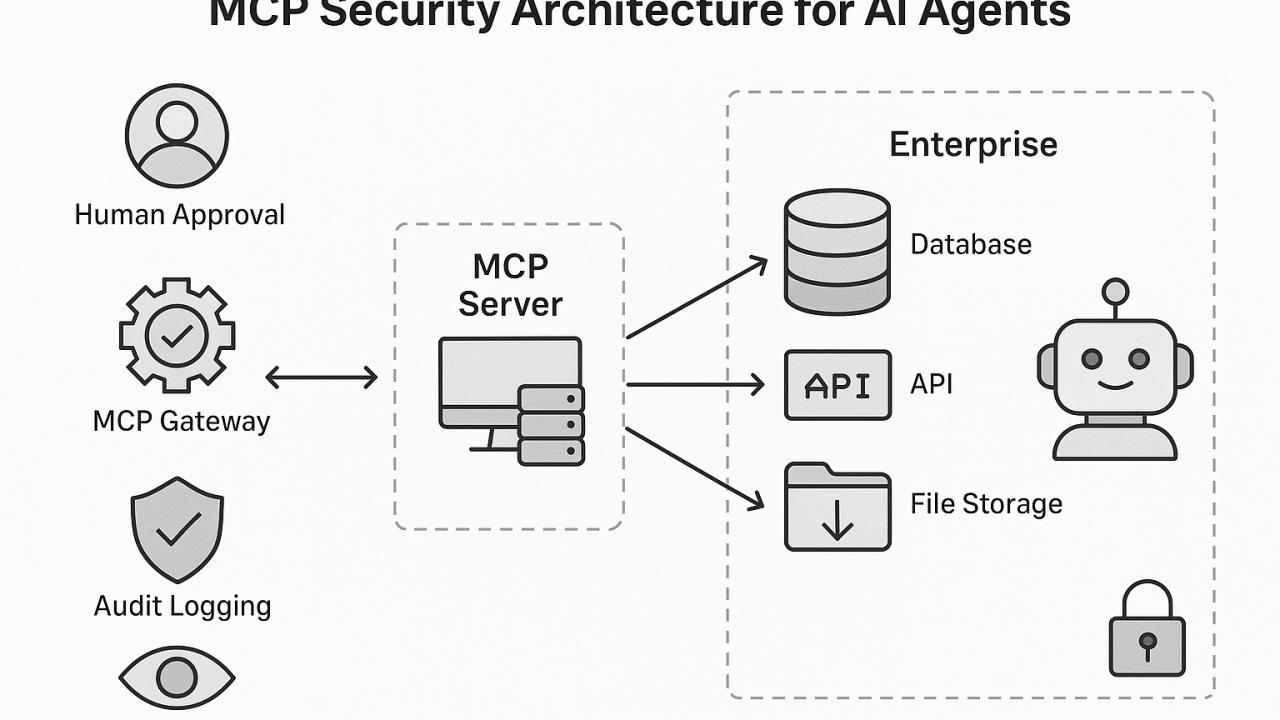 MCP Security Architecture for AI Agents
Human Approval
MCP Gateway
Audit Logging
MCP
Server
Enterprise
Database
API
API
File Storage